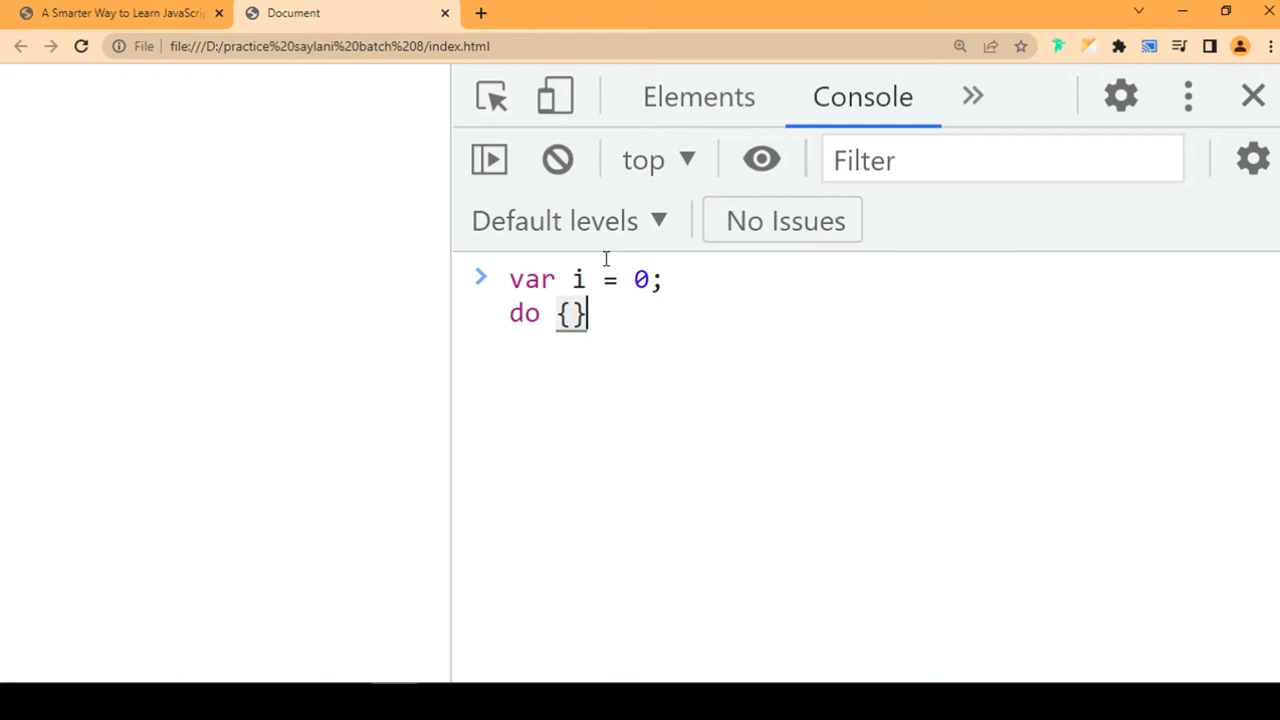 A Smarter Way to Learn JavaScri
Document
File
file:///D:/practice%20saylani%20batch%208/index.html
Elements
Console
top
Filter
Default levels
No Issues
> var i = 0;
do {}